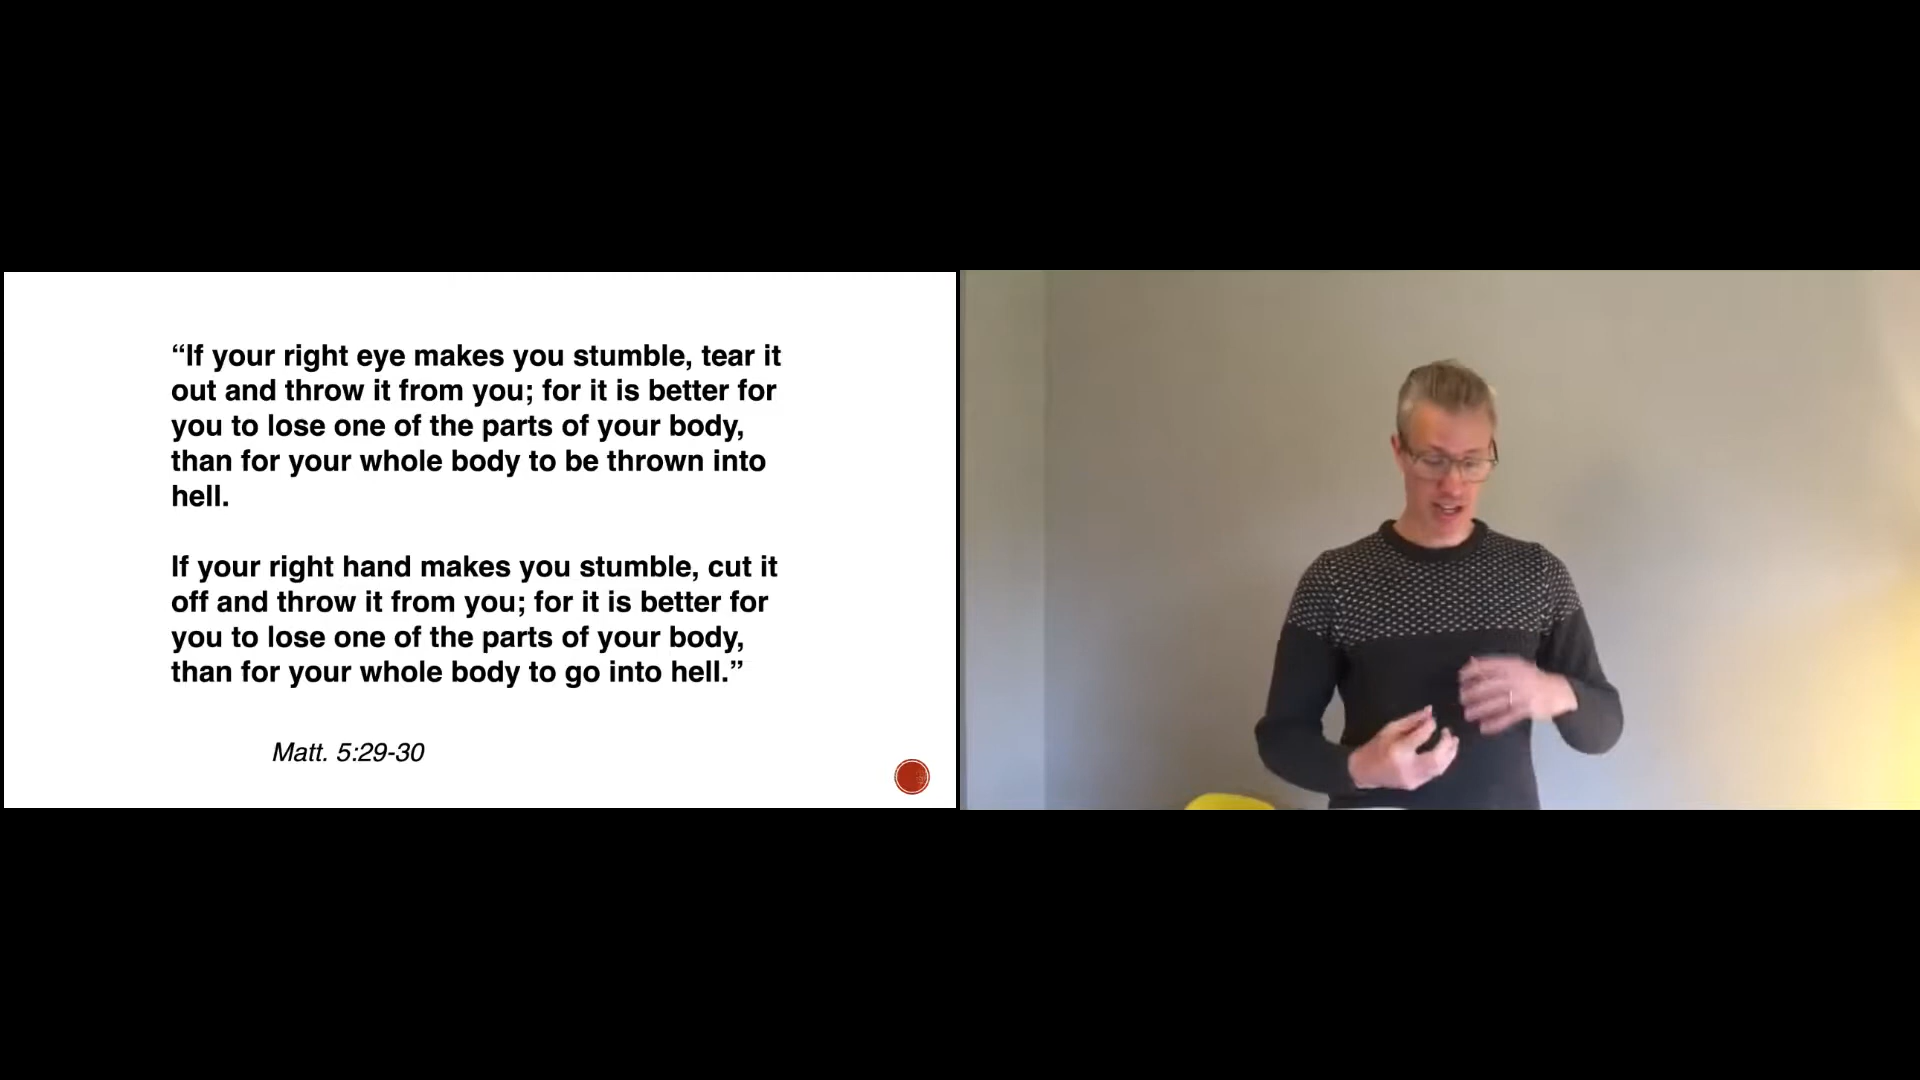 “If your right eye makes you stumble, tear it
out and throw it from you; for it is better for
you to lose one of the parts of your body,
than for your whole body to be thrown into
hell.
If your right hand makes you stumble, cut it
off and throw it from you; for it is better for
you to lose one of the parts of your body,
than for your whole body to go into hell.”
Matt. 5:29-30